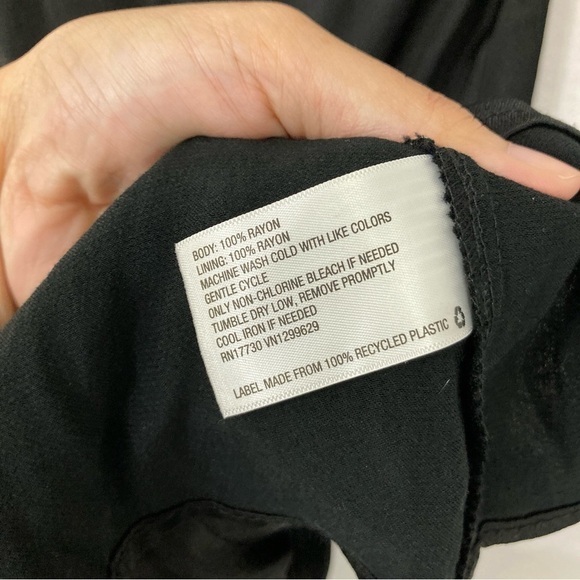 BODY: 100% RAYON
LINING: 100% RAYON
MACHINE WASH COLD WITH LIKE COLORS
GENTLE CYCLE
ONLY NON-CHLORINE BLEACH IF NEEDED
TUMBLE DRY LOW, REMOVE PROMPTLY
COOL IRON IF NEEDED
RN17730 VN1299629
LABEL MADE FROM 100% RECYCLED PLASTIC